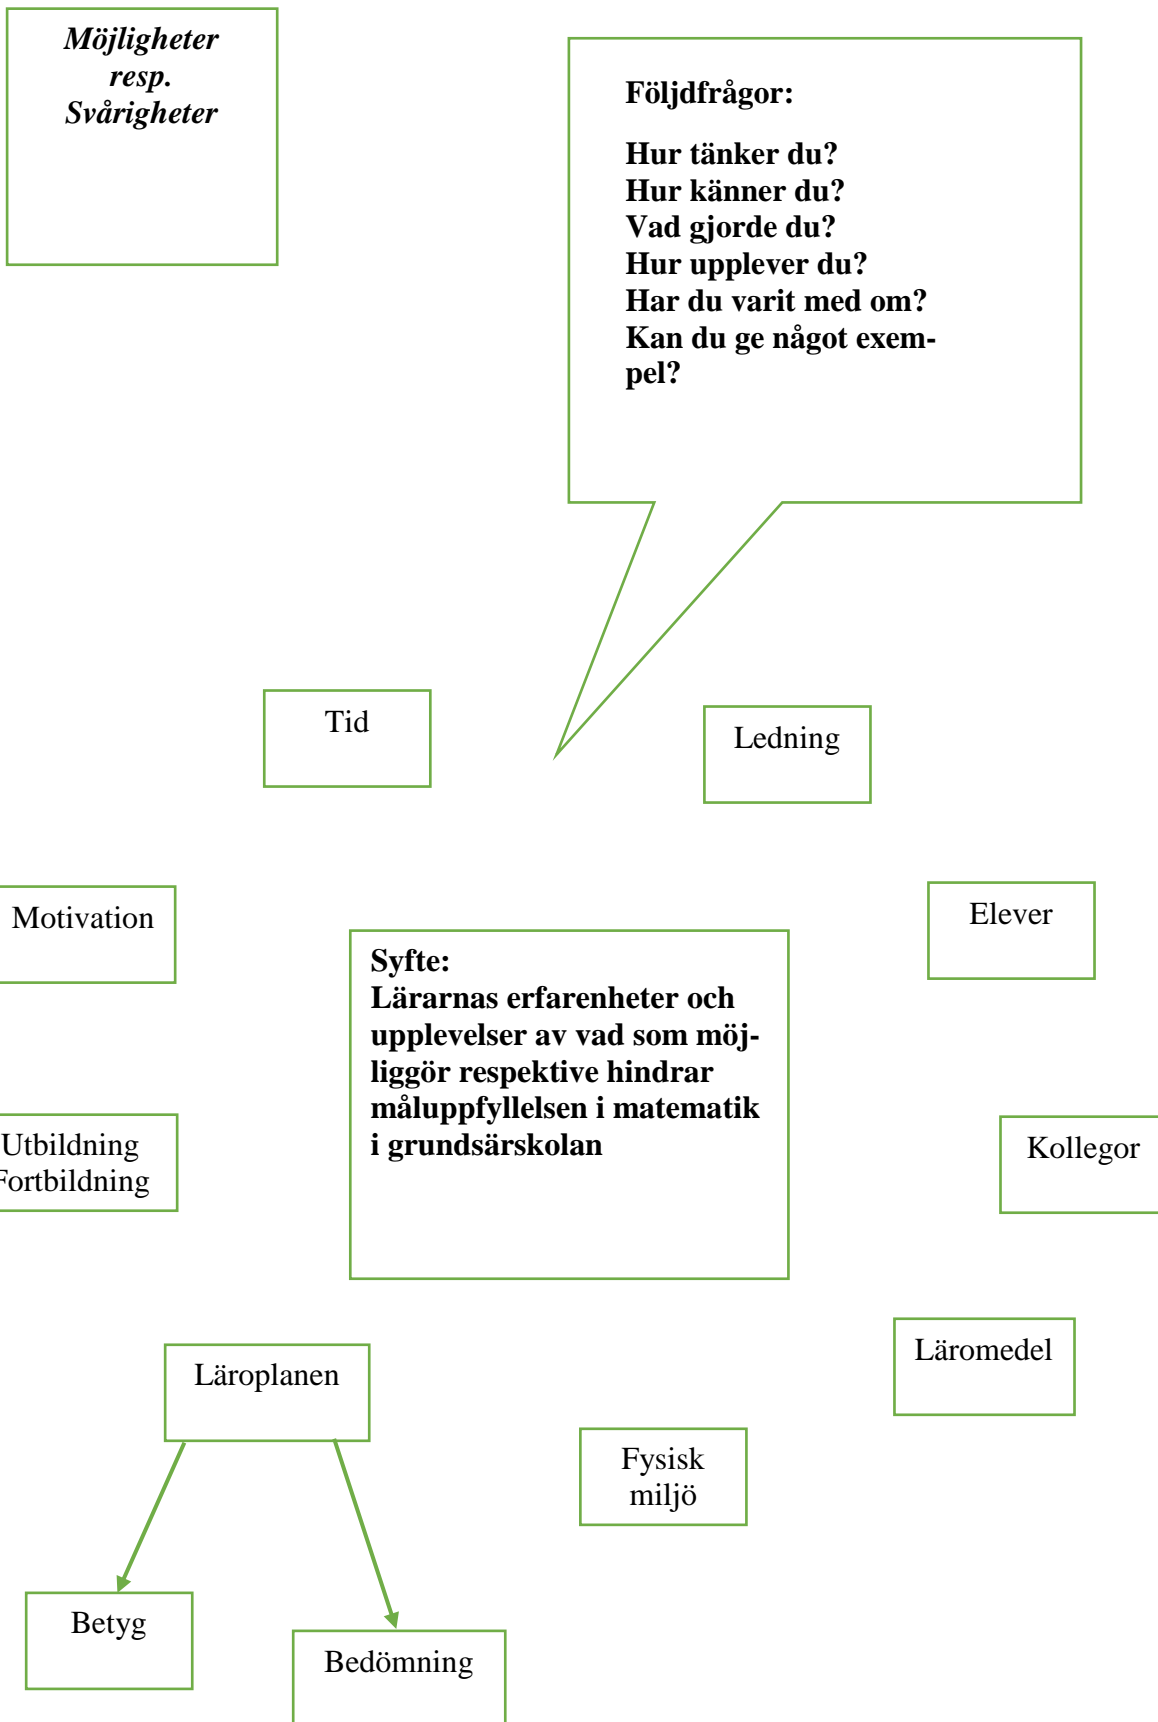 Möjligheter
resp.
Svårigheter
Följdfrågor:
Hur tänker du?
Hur känner du?
Vad gjorde du?
Hur upplever du?
Har du varit med om?
Kan du ge något exem-
pel?
Tid
Ledning
Motivation
Elever
Syfte:
Lärarnas erfarenheter och
upplevelser av vad som möj-
liggör respektive hindrar
måluppfyllelsen i matematik
i grundsärskolan
Utbildning
Fortbildning
Kollegor
Läroplanen
Läromedel
Fysisk
miljö
Betyg
Bedömning